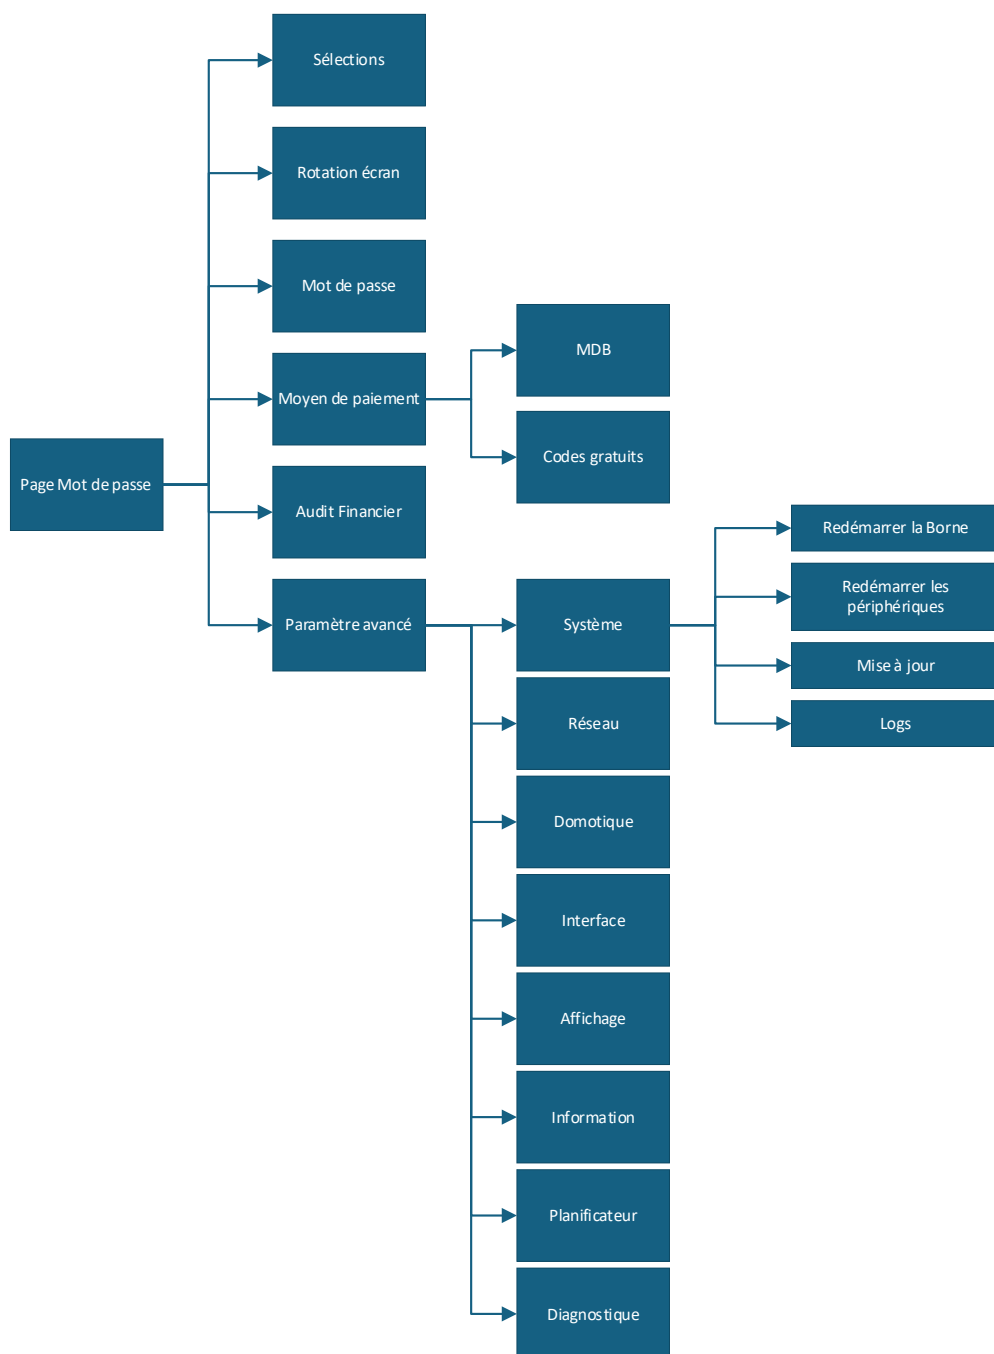 Sélections
Rotation écran
Mot de passe
MDB
Moyen de paiement
Codes gratuits
Page Mot de passe
Audit Financier
Redémarrer la Borne
Redémarrer les
périphériques
Paramètre avancé
Système
Mise à jour
Logs
Réseau
Domotique
Interface
Affichage
Information
Planificateur
Diagnostique